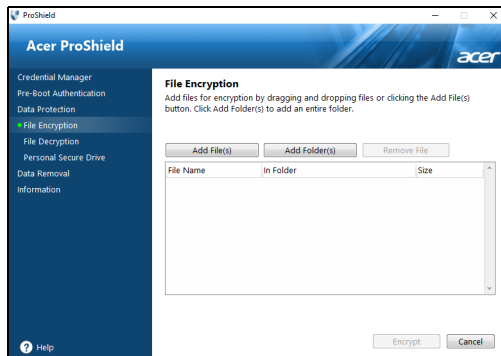 ProShield
Acer ProShield
acer
Credential Manager
Pre-Boot Authentication
Data Protection
File Encryption
File Decryption
Personal Secure Drive
Data Removal
Information
Help
File Encryption
Add files for encryption by dragging and dropping files or clicking the Add File(s)
button. Click Add Folder(s) to add an entire folder.
Add File(s) Add Folder(s) Remove File
File Name In Folder Size
Encrypt Cancel